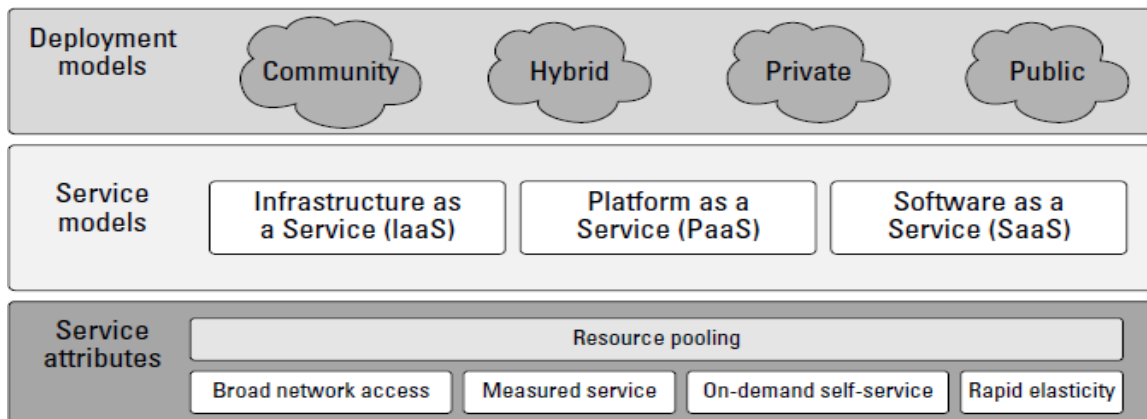 Deployment
models
Community
Hybrid
Private
Public
Service
models
Infrastructure as
a Service (IaaS)
Platform as a
Service (PaaS)
Software as a
Service (SaaS)
Service
attributes
Resource pooling
Broad network access
Measured service
On-demand self-service
Rapid elasticity